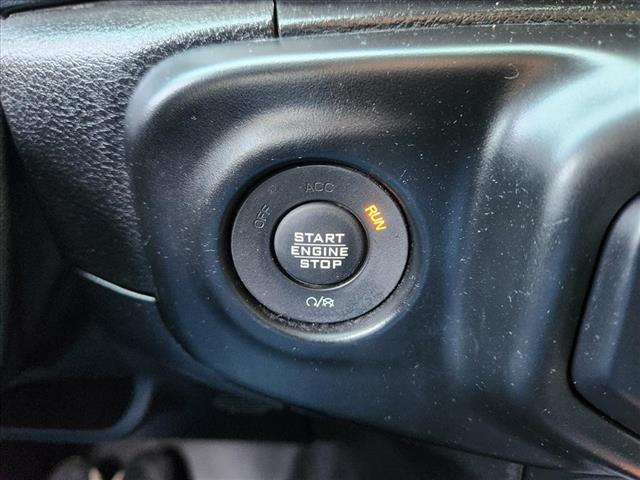 OFF
ACC
RUN
START
ENGINE
STOP